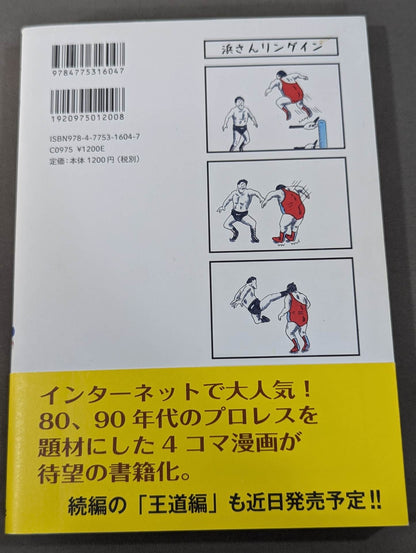 9784775316047
1920975012008
ISBN978-4-7753-1604-7
C0975 ¥1200E
定価：本体1200円（税別）
浜さんリングイン
インターネットで大人気！
80、90年代のプロレスを
題材にした4コマ漫画が
待望の書籍化。
続編の「王道編」も近日発売予定!!